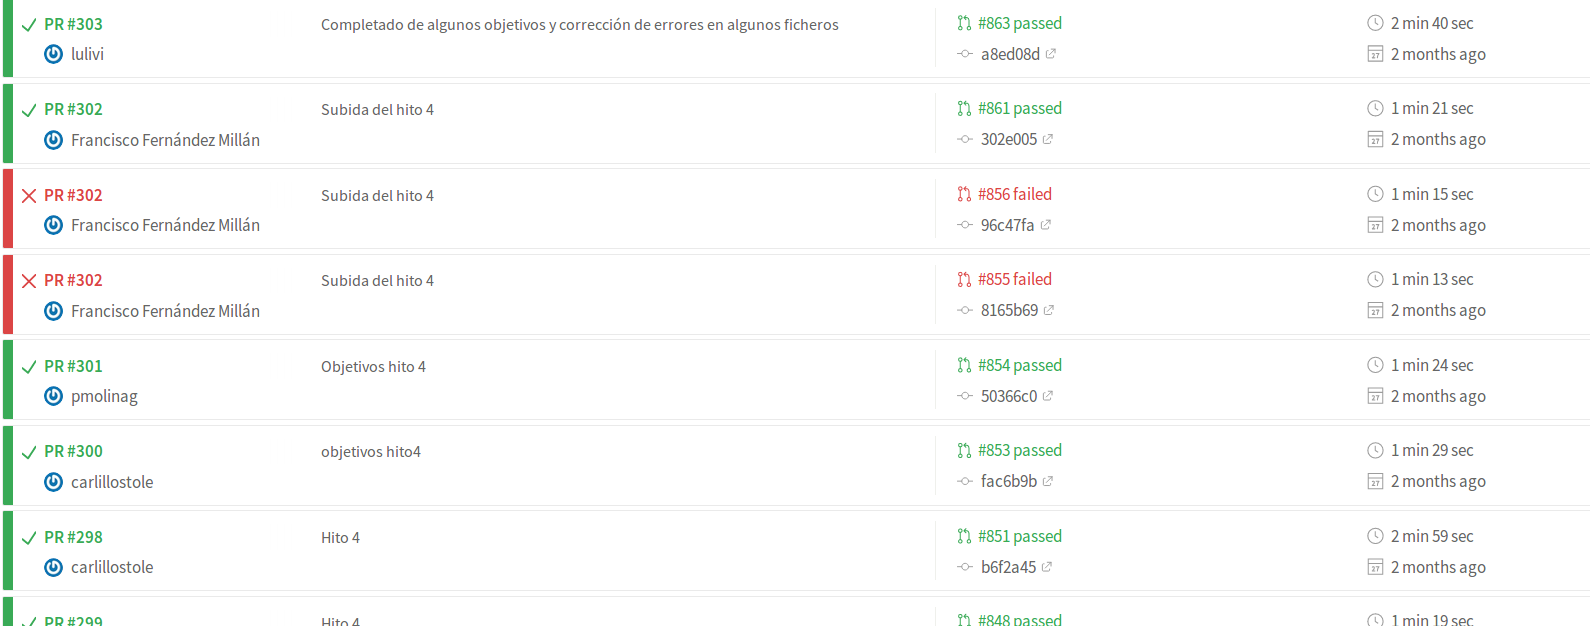 PR #303 Completado de algunos objetivos y corrección de errores en algunos ficheros #863 passed 2 min 40 sec
lulivi a8ed08d 2 months ago
PR #302 Subida del hito 4 #861 passed 1 min 21 sec
Francisco Fernández Millán 302e005 2 months ago
PR #302 Subida del hito 4 #856 failed 1 min 15 sec
Francisco Fernández Millán 96c47fa 2 months ago
PR #302 Subida del hito 4 #855 failed 1 min 13 sec
Francisco Fernández Millán 8165b69 2 months ago
PR #301 Objetivos hito 4 #854 passed 1 min 24 sec
pmolinag 50366c0 2 months ago
PR #300 objetivos hito4 #853 passed 1 min 29 sec
carlillostole fac6b9b 2 months ago
PR #298 Hito 4 #851 passed 2 min 59 sec
carlillostole b6f2a45 2 months ago
PR #299 Hito 4 #848 passed 1 min 19 sec